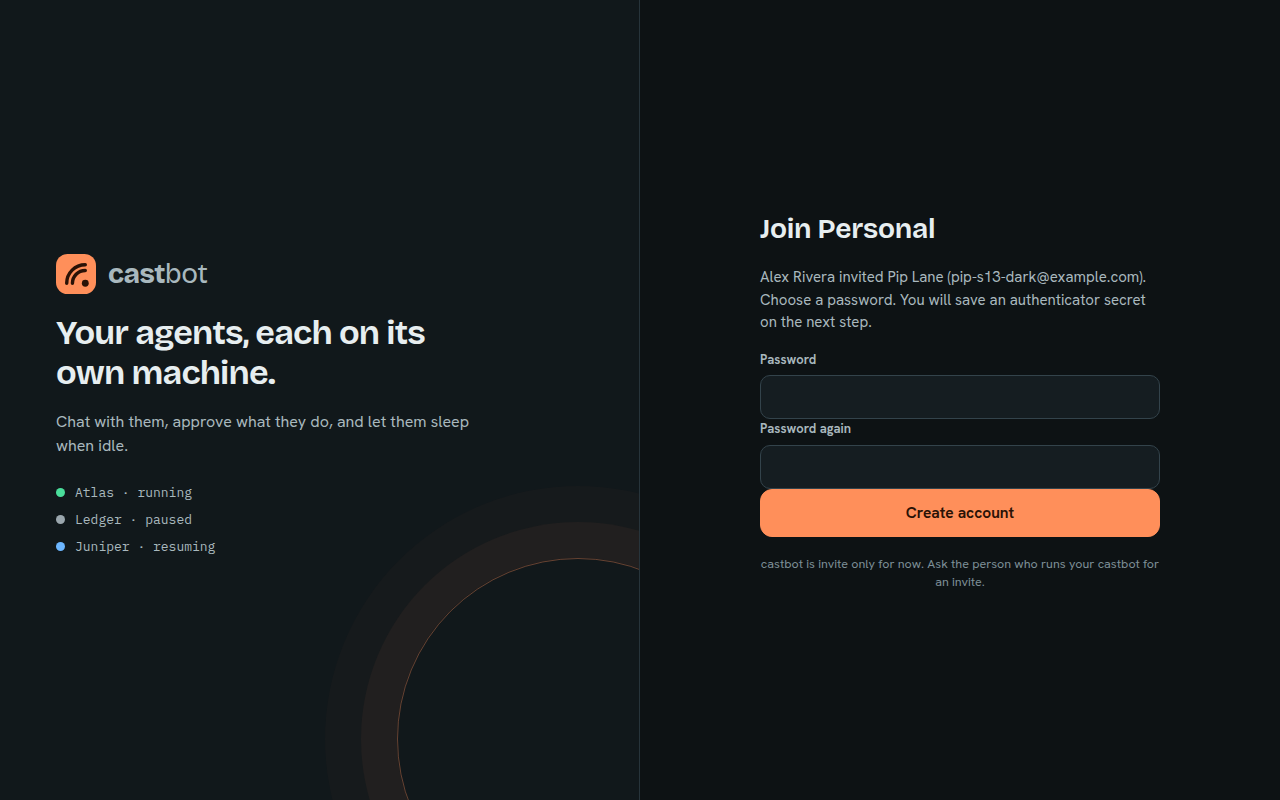 castbot
Your agents, each on its
own machine.
Chat with them, approve what they do, and let them sleep
when idle.
Atlas · running
Ledger · paused
Juniper · resuming
Join Personal
Alex Rivera invited Pip Lane (pip-s13-dark@example.com).
Choose a password. You will save an authenticator secret
on the next step.
Password
Password again
Create account
castbot is invite only for now. Ask the person who runs your castbot for
an invite.